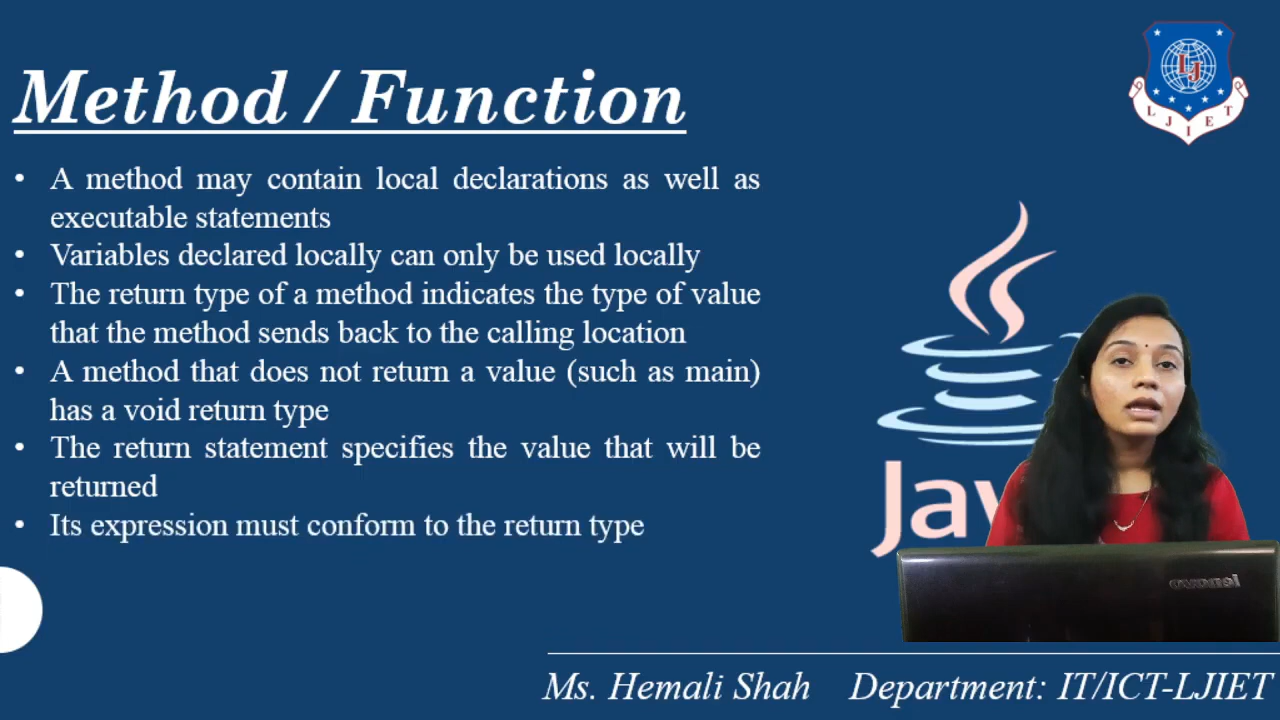 Method / Function
• A method may contain local declarations as well as
executable statements
• Variables declared locally can only be used locally
• The return type of a method indicates the type of value
that the method sends back to the calling location
• A method that does not return a value (such as main)
has a void return type
• The return statement specifies the value that will be
returned
• Its expression must conform to the return type
IJ
LJIET
Jav
lenovo
Ms. Hemali Shah Department: IT/ICT-LJIET